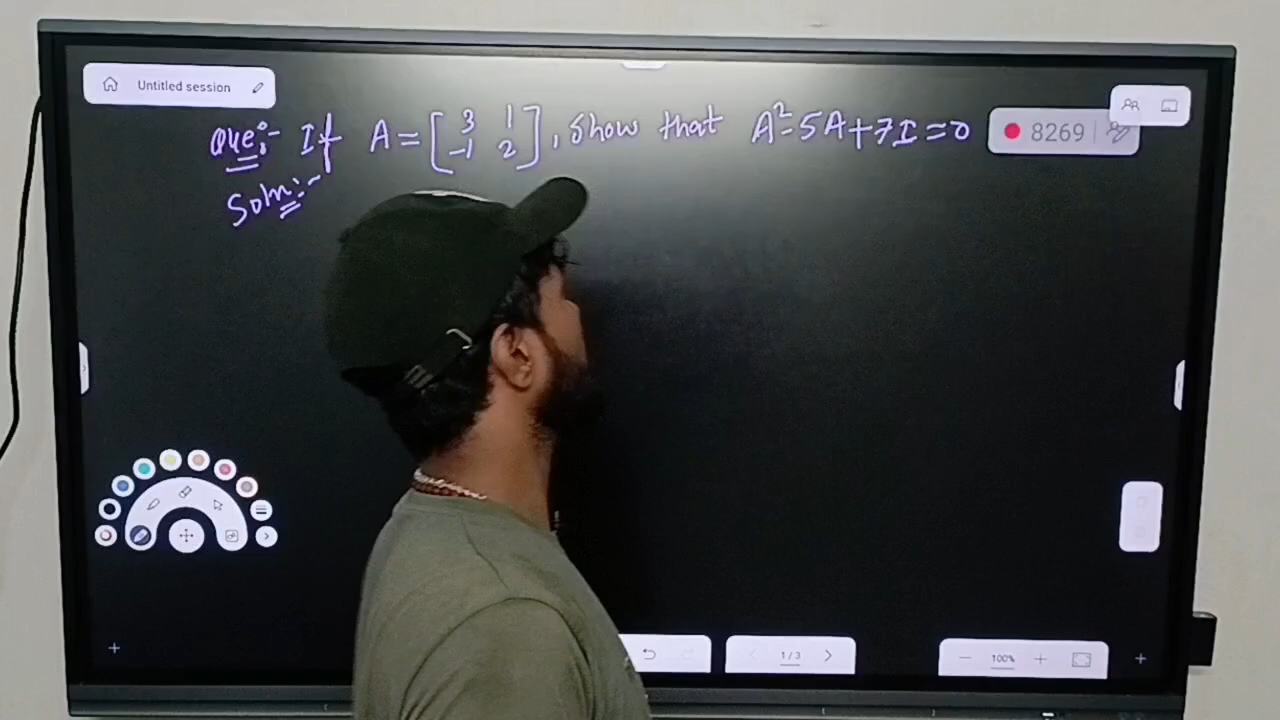 Untitled session
Que:- If A = [ 3 1 -1 2 ], show that A²-5A+7I=0
8269
Soln:-
1/3
100%